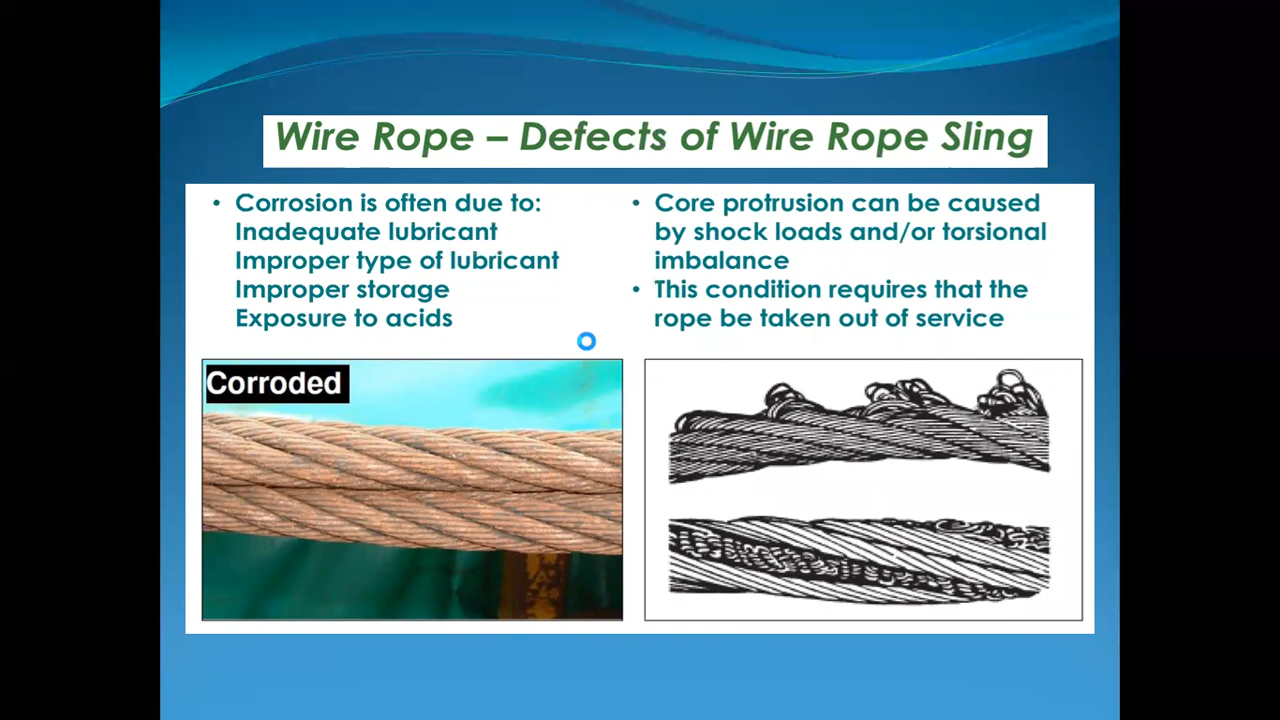 Wire Rope – Defects of Wire Rope Sling
• Corrosion is often due to:
Inadequate lubricant
Improper type of lubricant
Improper storage
Exposure to acids
• Core protrusion can be caused
by shock loads and/or torsional
imbalance
• This condition requires that the
rope be taken out of service
Corroded